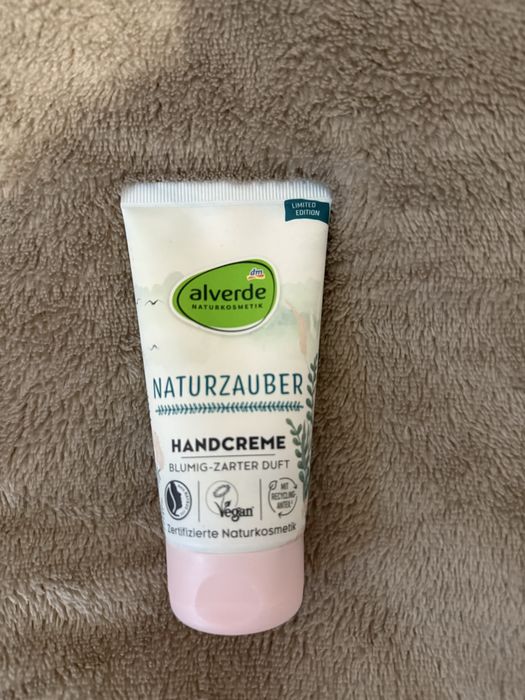 LIMITED
EDITION
dm
alverde
NATURKOSMETIK
NATURZAUBER
HANDCREME
BLUMIG-ZARTER DUFT
Vegan
MIT
RECYCLING
ANTEIL
Zertifizierte Naturkosmetik